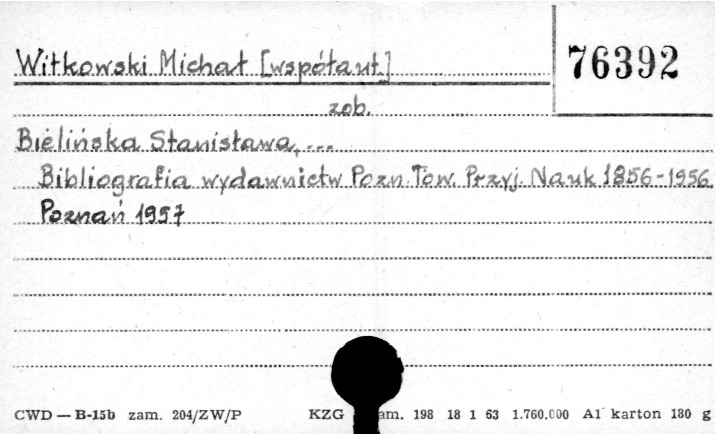 Witkowski Michał [współaut.]
76392
zob.
Bielińska Stanisława, ...
Bibliografia wydawnictw Pozn. Tow. Przyj. Nauk 1856-1956
Poznań 1957
CWD — B-15b zam. 204/ZW/P KZG am. 198 18 1 63 1.760.000 A1 karton 180 g